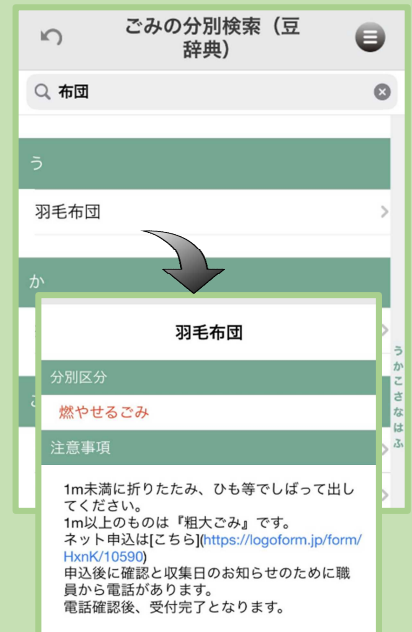 ごみの分別検索（豆
辞典）
布団
う
羽毛布団
か
羽毛布団
分別区分
燃やせるごみ
注意事項
1m未満に折りたたみ、ひも等でしばって出し
てください。
1m以上のものは『粗大ごみ』です。
ネット申込は[こちら](https://logoform.jp/form/
HxnK/10590)
申込後に確認と収集日のお知らせのために職
員から電話があります。
電話確認後、受付完了となります。
う
か
こ
さ
な
は
ふ